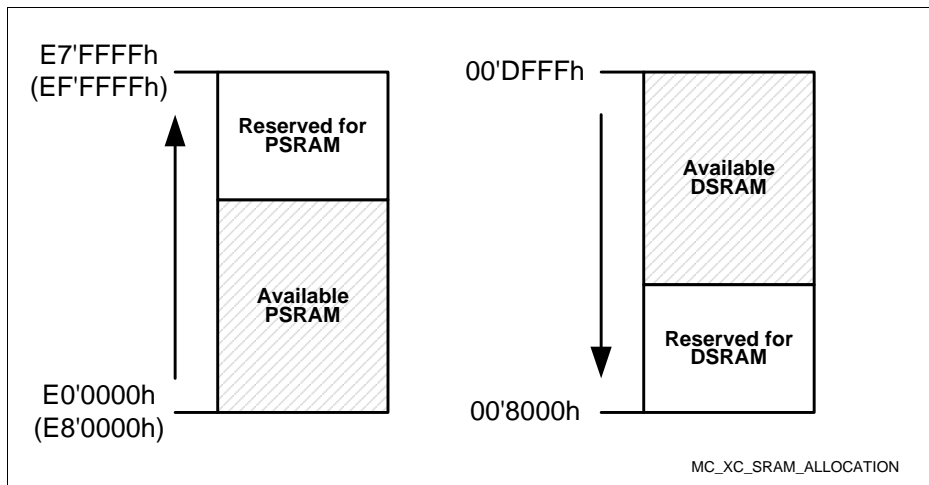 E7'FFFFh
(EF'FFFFh)
Reserved for
PSRAM
Available
PSRAM
E0'0000h
(E8'0000h)
00'DFFFh
Available
DSRAM
Reserved for
DSRAM
00'8000h
MC_XC_SRAM_ALLOCATION